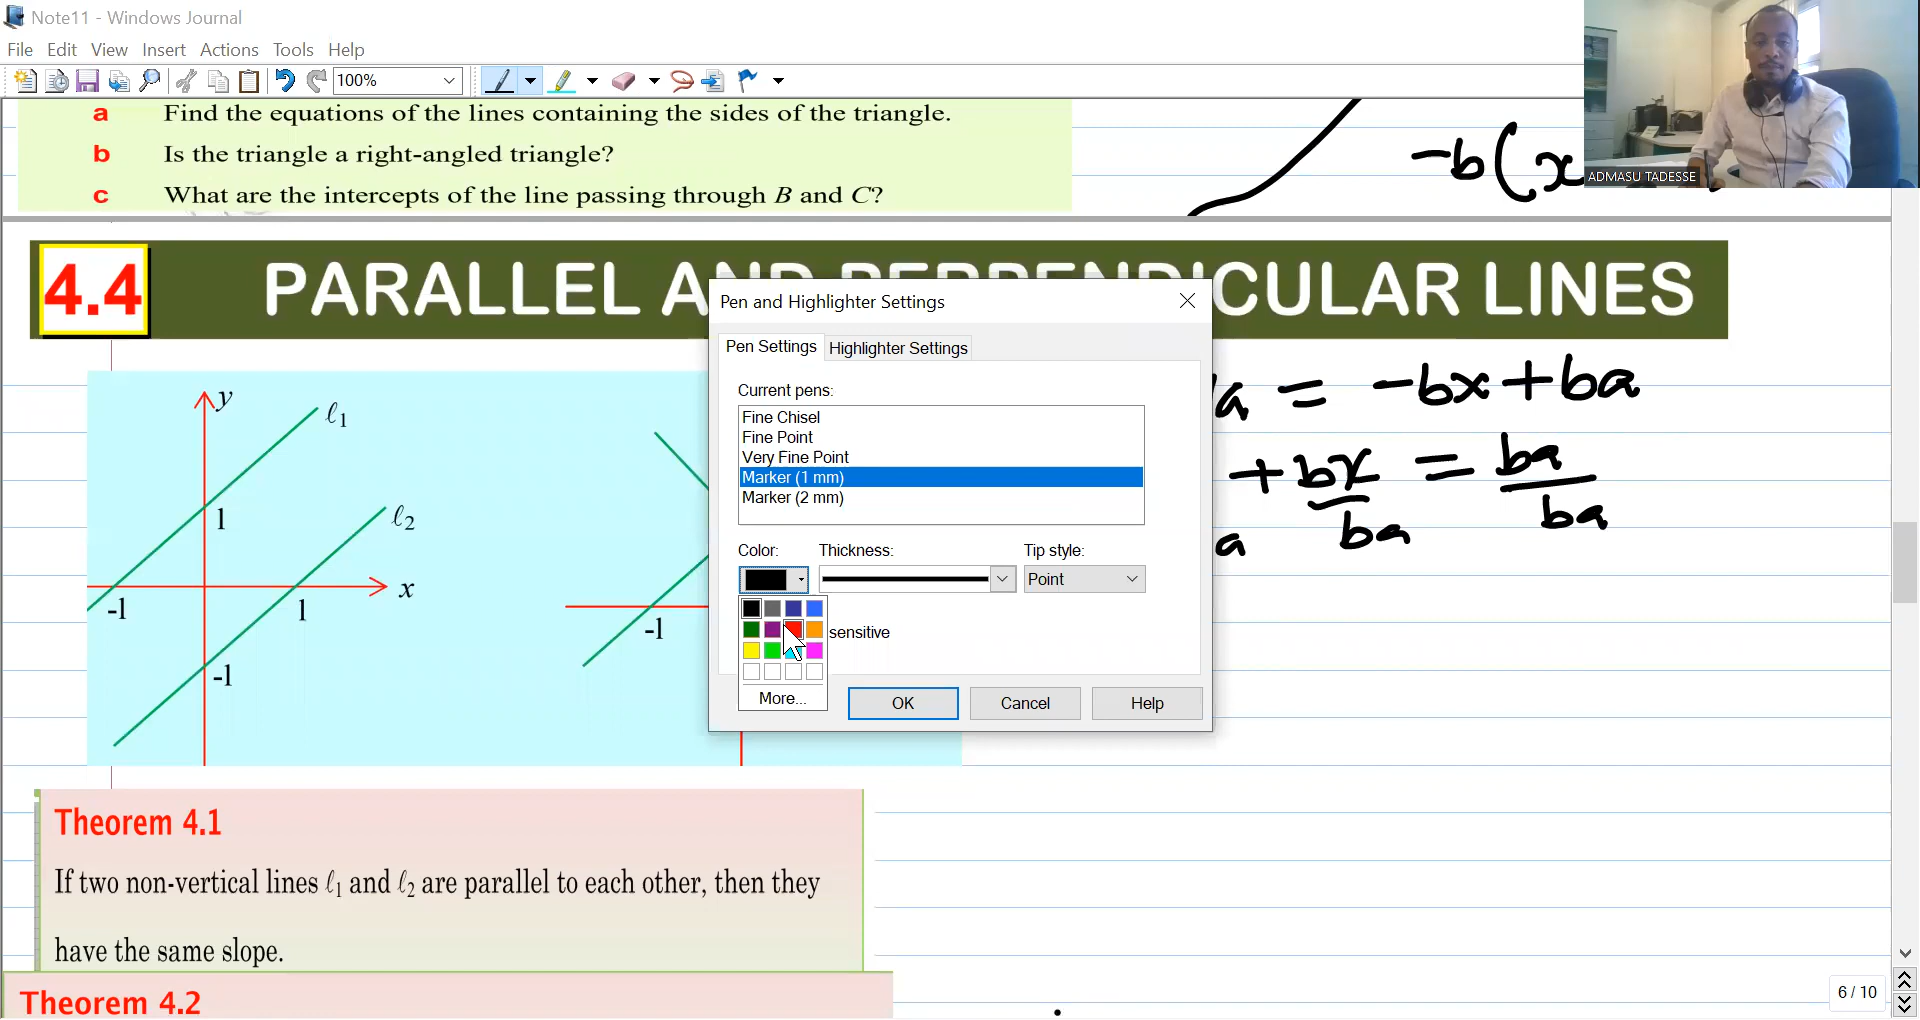 Note11 - Windows Journal
File Edit View Insert Actions Tools Help
100%
a Find the equations of the lines containing the sides of the triangle.
b Is the triangle a right-angled triangle?
c What are the intercepts of the line passing through B and C?
-b(x
ADMASU TADESSE
4.4 PARALLEL AND PERPENDICULAR LINES
Pen and Highlighter Settings
Pen Settings Highlighter Settings
Current pens:
Fine Chisel
Fine Point
Very Fine Point
Marker (1 mm)
Marker (2 mm)
Color: Thickness: Tip style:
Point
sensitive
More...
OK Cancel Help
y
ℓ1
1
ℓ2
x
-1
1
-1
-1
a = -bx+ba
+bx = ba
a ba ba
Theorem 4.1
If two non-vertical lines ℓ1 and ℓ2 are parallel to each other, then they
have the same slope.
Theorem 4.2
6 / 10